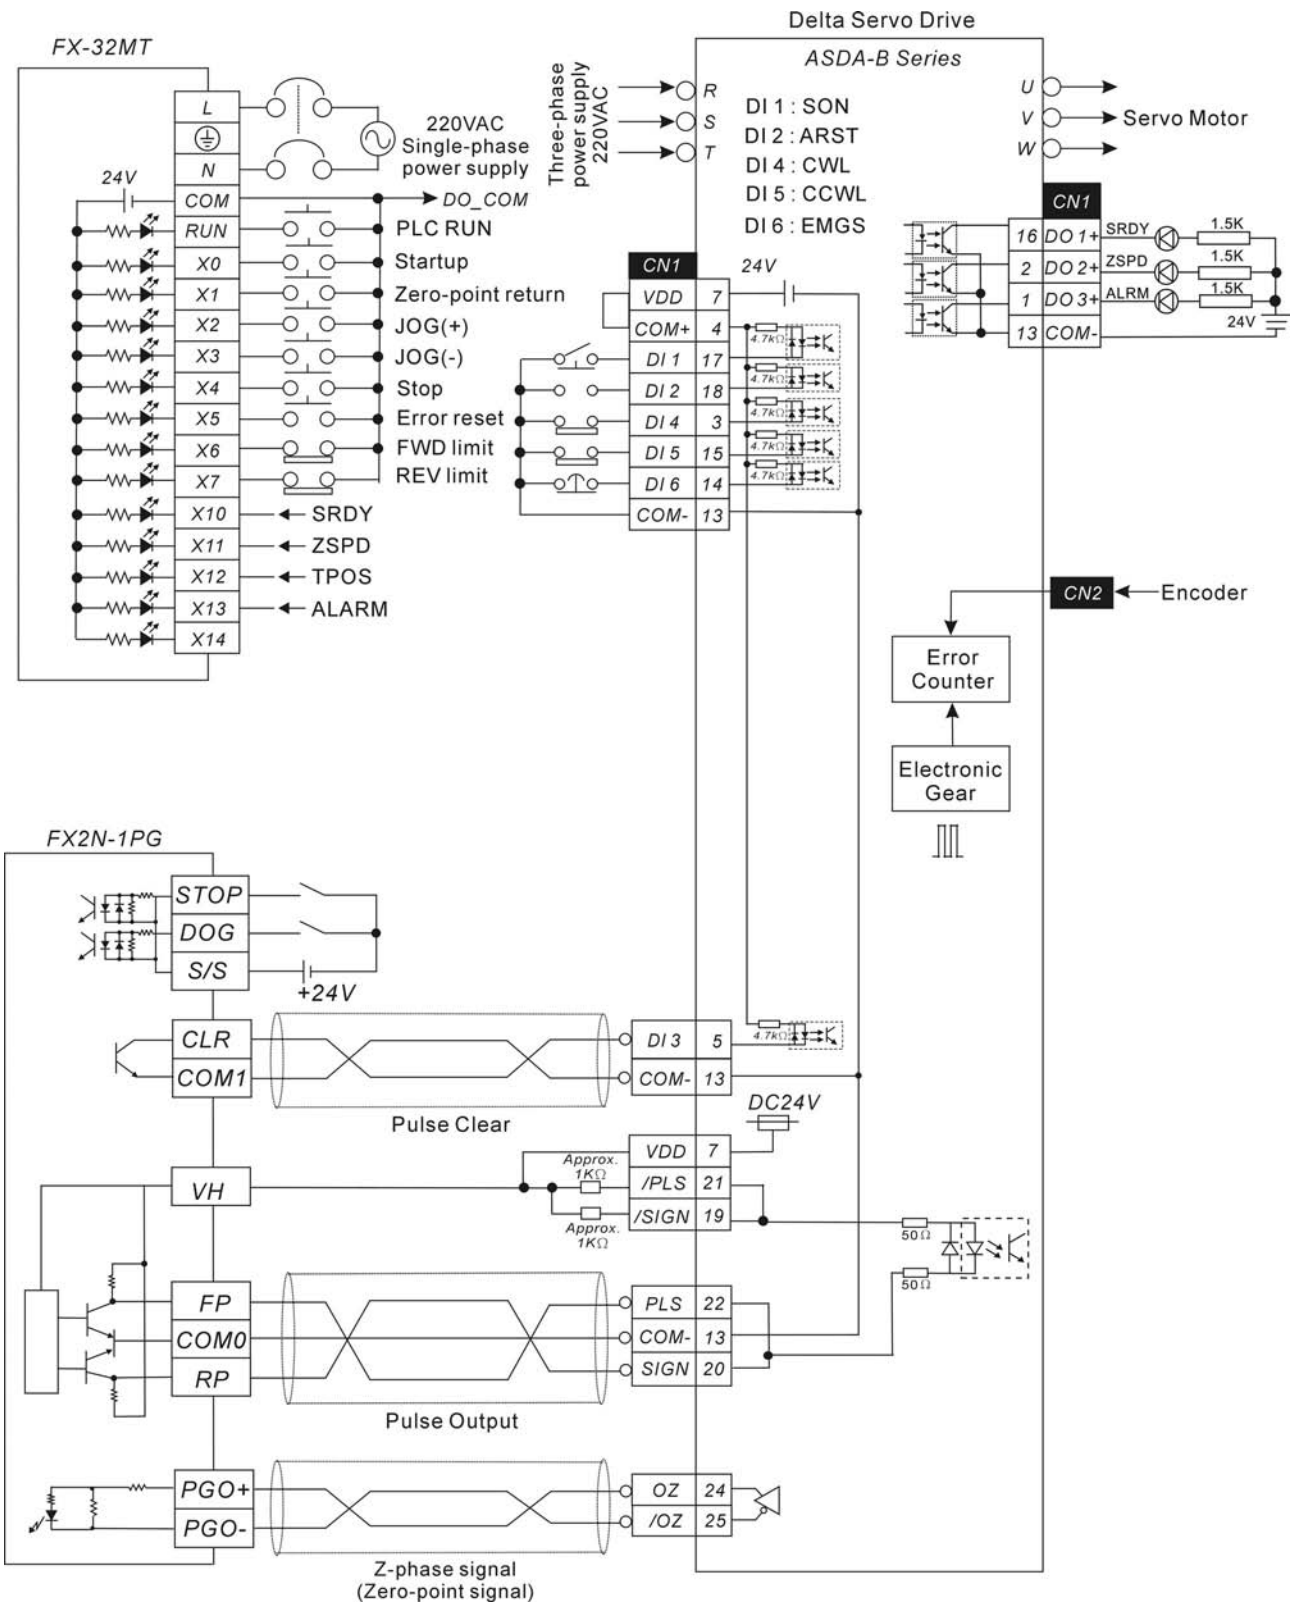 Delta Servo Drive
FX-32MT
ASDA-B Series
L
N
24V
COM
RUN
X0
X1
X2
X3
X4
X5
X6
X7
X10
X11
X12
X13
X14
220VAC
Single-phase
power supply
DO_COM
PLC RUN
Startup
Zero-point return
JOG(+)
JOG(-)
Stop
Error reset
FWD limit
REV limit
SRDY
ZSPD
TPOS
ALARM
Three-phase
power supply
220VAC
R
S
T
DI 1 : SON
DI 2 : ARST
DI 4 : CWL
DI 5 : CCWL
DI 6 : EMGS
U
V
W
Servo Motor
CN1
16 DO 1+ SRDY 1.5K
2 DO 2+ ZSPD 1.5K
1 DO 3+ ALRM 1.5K
13 COM- 24V
CN1 24V
VDD 7
COM+ 4
DI 1 17
DI 2 18
DI 4 3
DI 5 15
DI 6 14
COM- 13
4.7kΩ
4.7kΩ
4.7kΩ
4.7kΩ
4.7kΩ
CN2
Encoder
Error
Counter
Electronic
Gear
FX2N-1PG
STOP
DOG
S/S
+24V
CLR
COM1
Pulse Clear
DI 3 5
COM- 13
4.7kΩ
DC24V
VH
Approx.
1KΩ
Approx.
1KΩ
VDD 7
/PLS 21
/SIGN 19
50Ω
50Ω
FP
COM0
RP
Pulse Output
PLS 22
COM- 13
SIGN 20
PGO+
PGO-
OZ 24
/OZ 25
Z-phase signal
(Zero-point signal)